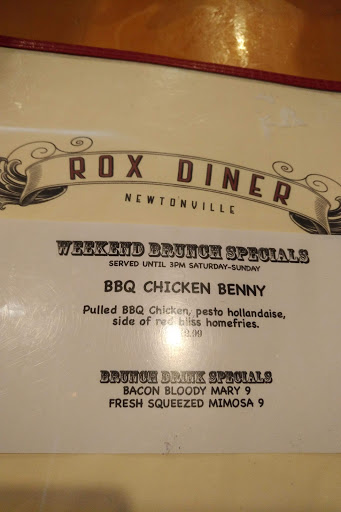 ROX DINER
NEWTONVILLE
WEEKEND BRUNCH SPECIALS
SERVED UNTIL 3PM SATURDAY-SUNDAY
BBQ CHICKEN BENNY
Pulled BBQ Chicken, pesto hollandaise,
side of red bliss homefries.
BRUNCH DRINK SPECIALS
BACON BLOODY MARY 9
FRESH SQUEEZED MIMOSA 9